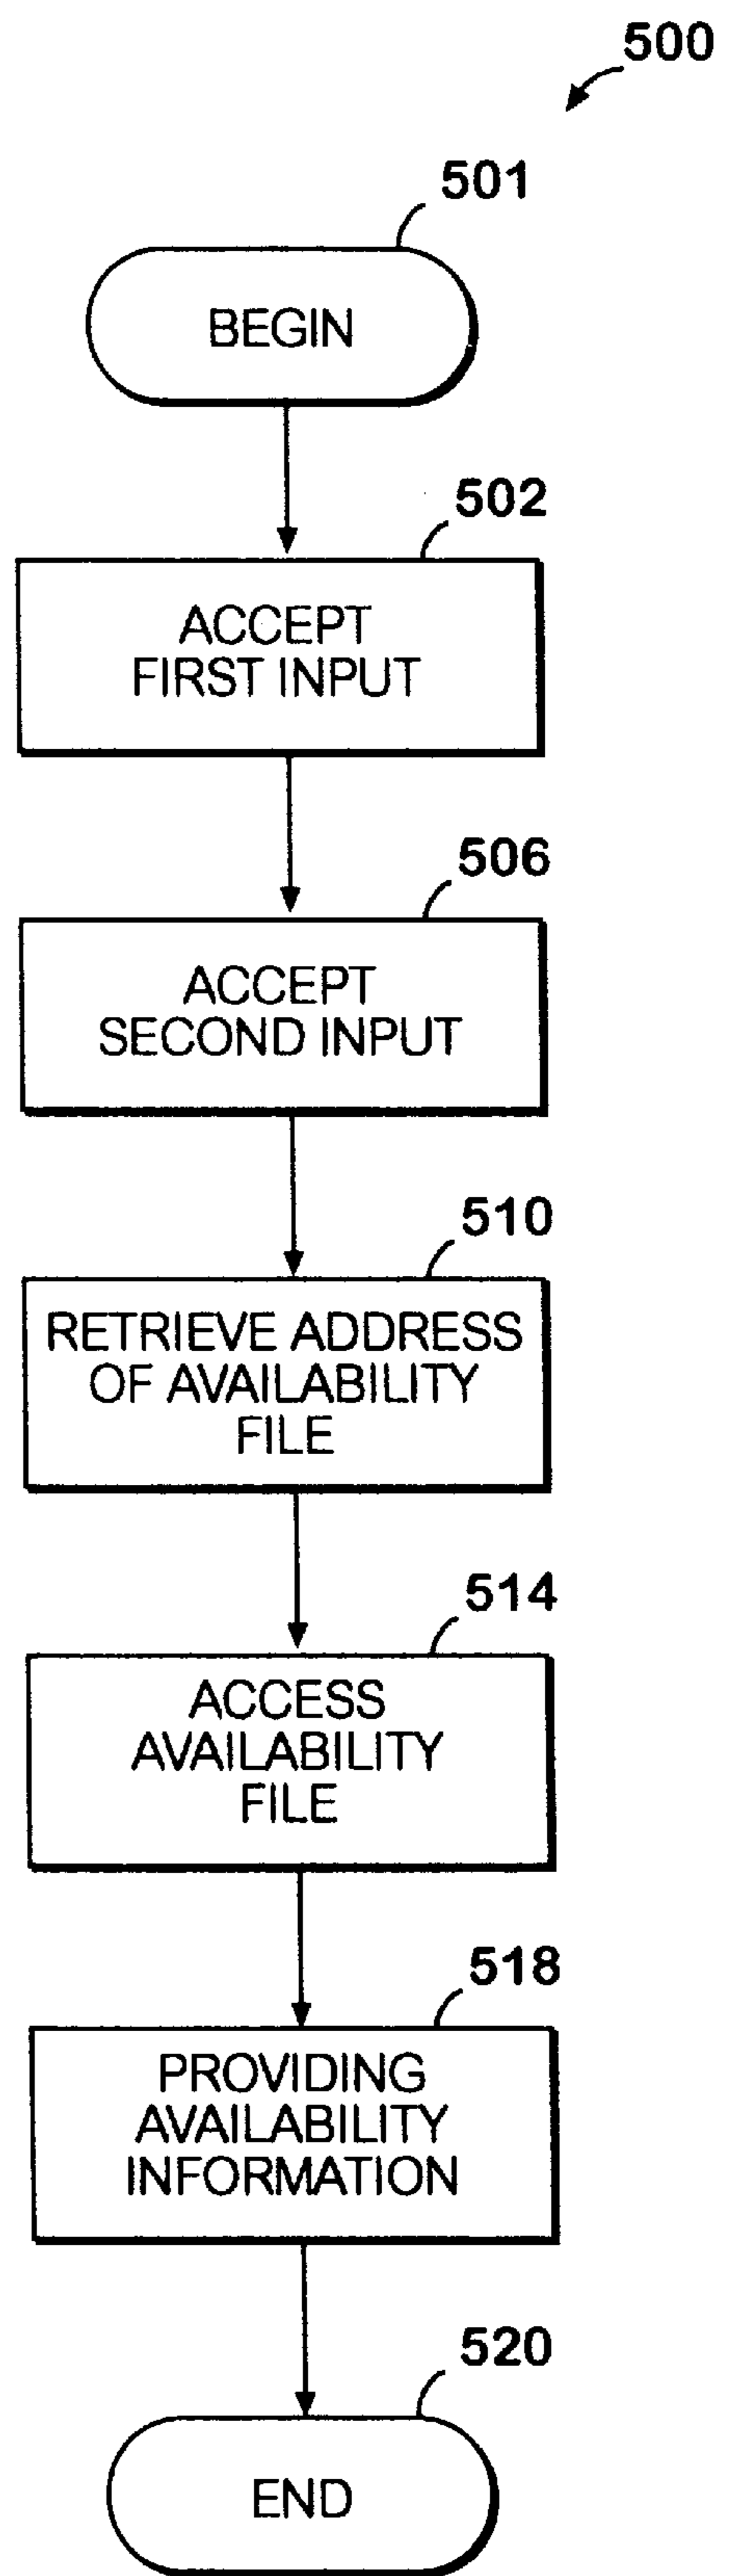 500
501
BEGIN
502
ACCEPT
FIRST INPUT
506
ACCEPT
SECOND INPUT
510
RETRIEVE ADDRESS
OF AVAILABILITY
FILE
514
ACCESS
AVAILABILITY
FILE
518
PROVIDING
AVAILABILITY
INFORMATION
520
END